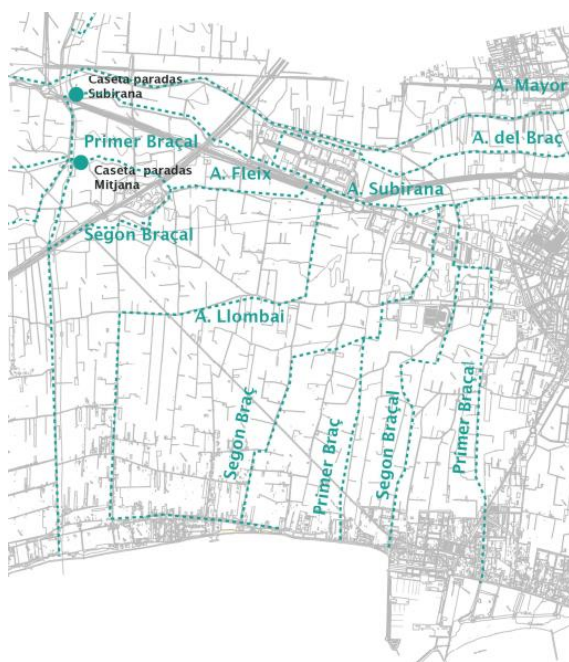 Caseta paradas
Subirana
A. Mayor
Primer Braçal
A. del Braç
Caseta paradas
Mitjana
A. Fleix
A. Subirana
Segon Braçal
A. Llombai
Segon Braç
Primer Braç
Segon Braçal
Primer Braçal